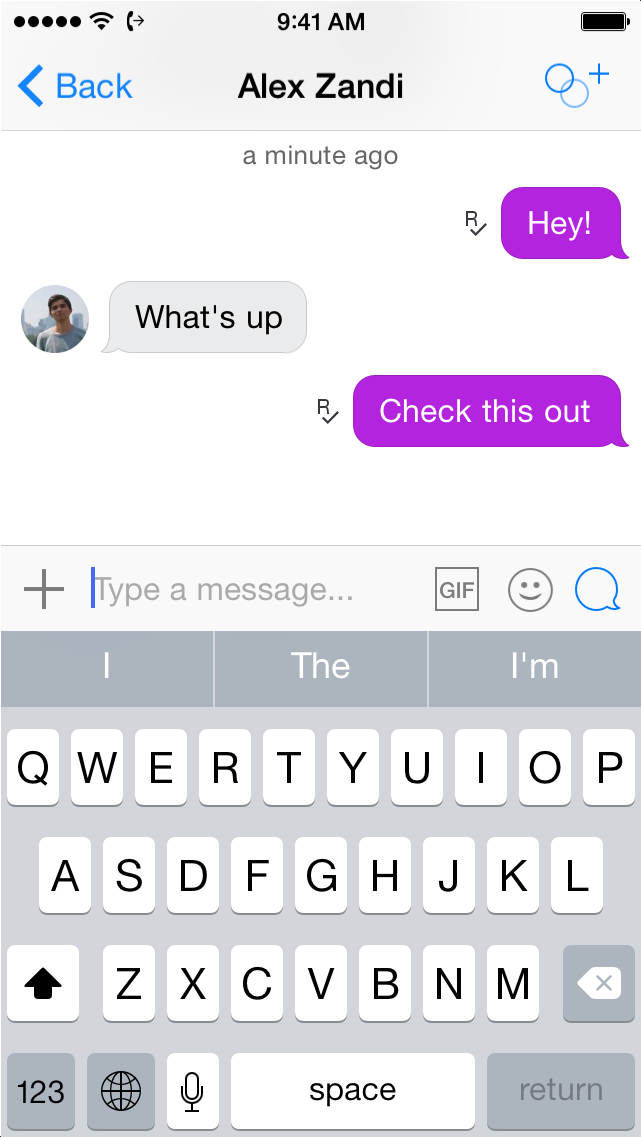 9:41 AM
Back Alex Zandi
a minute ago
R Hey!
What's up
R Check this out
Type a message... GIF
I The I'm
Q W E R T Y U I O P
A S D F G H J K L
Z X C V B N M
123 space return